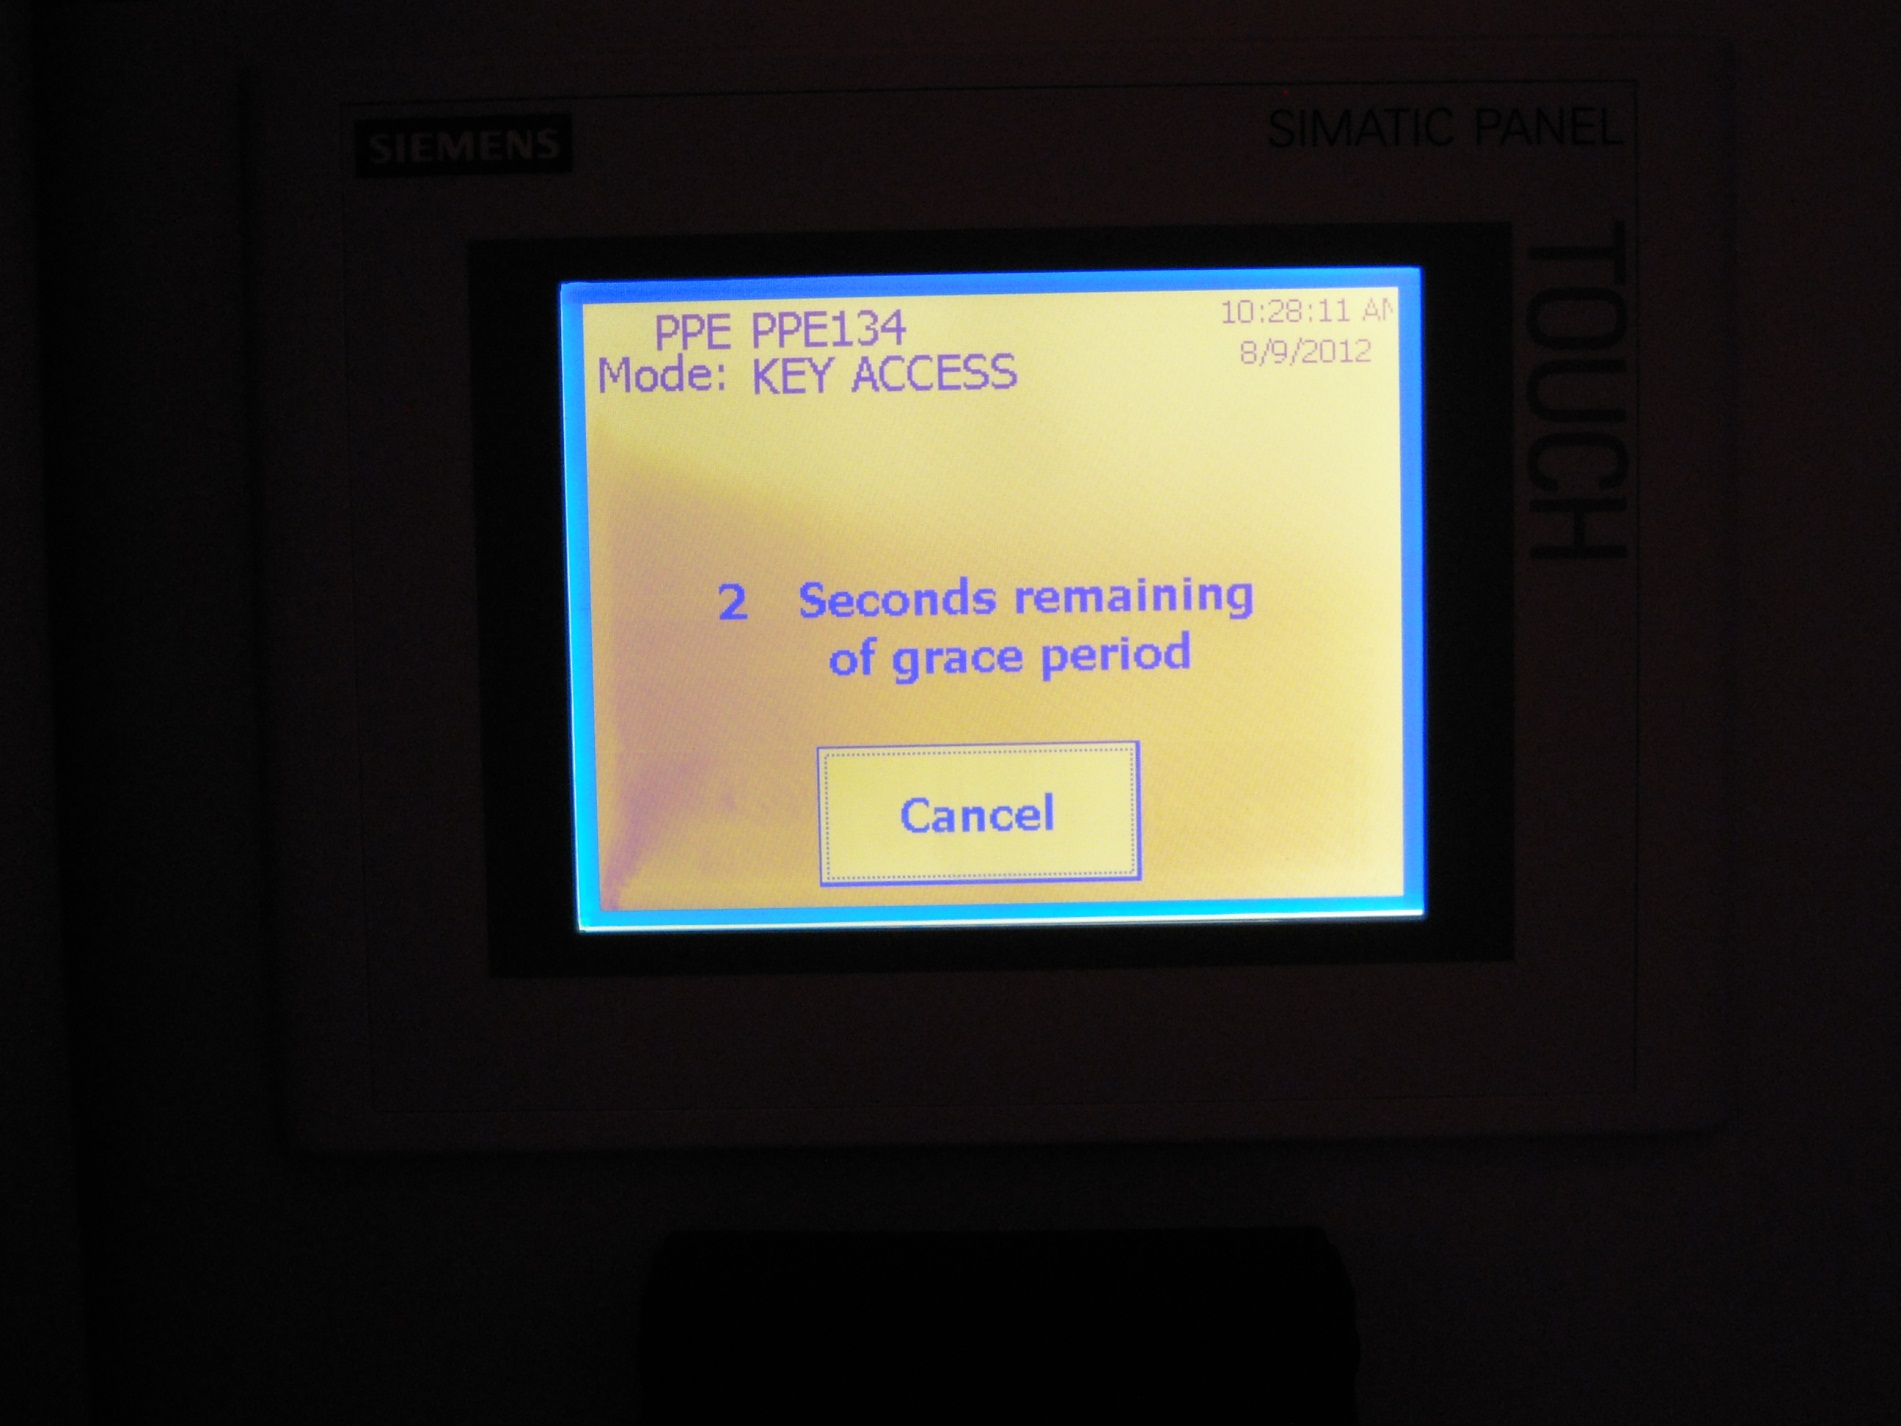 SIEMENS
SIMATIC PANEL
TOUCH
PPE PPE134
10:28:11 AM
Mode: KEY ACCESS
8/9/2012
2 Seconds remaining
of grace period
Cancel